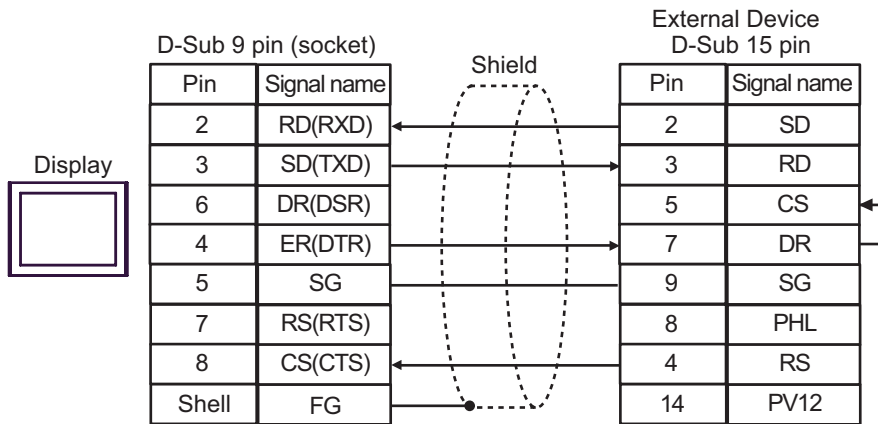 External Device
D-Sub 9 pin (socket) D-Sub 15 pin
Shield
Pin Signal name Pin Signal name
2 RD(RXD) 2 SD
Display 3 SD(TXD) 3 RD
6 DR(DSR) 5 CS
4 ER(DTR) 7 DR
5 SG 9 SG
7 RS(RTS) 8 PHL
8 CS(CTS) 4 RS
Shell FG 14 PV12